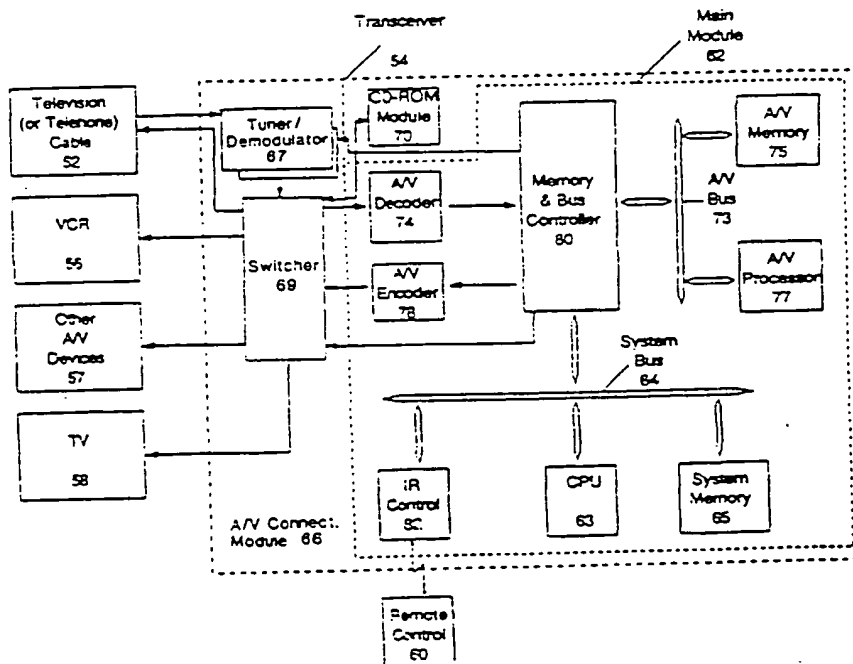 Transceiver
54
Main
Module
62
Television
(or Telehone)
Cable
52
Tuner/
Demodulator
67
CD-ROM
Module
70
Memory
& Bus
Controller
80
A/V
Memory
75
A/V
Bus
73
A/V
Processor
77
VCR
56
Switcher
69
A/V
Decoder
74
A/V
Encoder
78
Other
A/V
Devices
57
System
Bus
64
TV
58
IR
Control
82
CPU
63
System
Memory
65
A/V Connect.
Module 66
Remote
Control
60